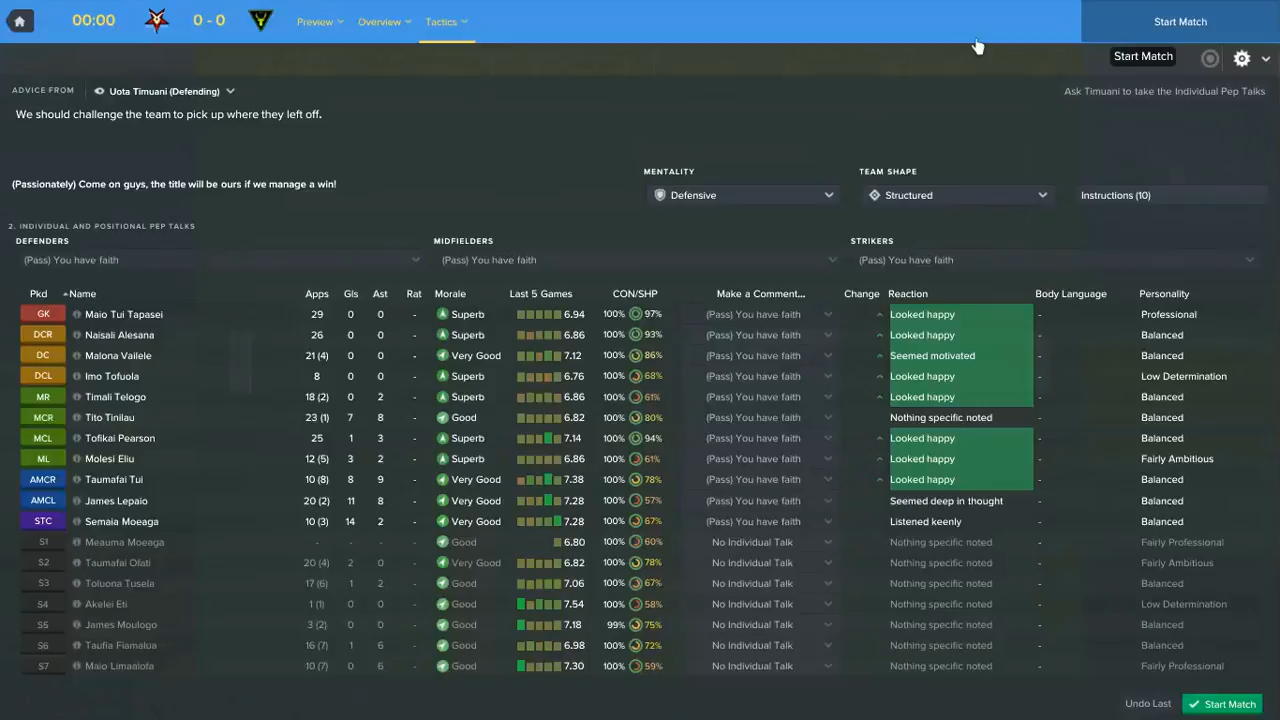 00:00 0 - 0 Preview Overview Tactics Start Match
Start Match
ADVICE FROM Uota Timuani (Defending) Ask Timuani to take the Individual Pep Talks
We should challenge the team to pick up where they left off.
MENTALITY TEAM SHAPE
(Passionately) Come on guys, the title will be ours if we manage a win!
Defensive Structured Instructions (10)
2. INDIVIDUAL AND POSITIONAL PEP TALKS
DEFENDERS MIDFIELDERS STRIKERS
(Pass) You have faith (Pass) You have faith (Pass) You have faith
Pkd Name Apps Gls Ast Rat Morale Last 5 Games CON/SHP Make a Comment... Change Reaction Body Language Personality
GK Maio Tui Tapasei 29 0 0 - Superb 6.94 100% 97% (Pass) You have faith Looked happy - Professional
DCR Naisali Alesana 26 0 0 - Superb 6.86 100% 93% (Pass) You have faith Looked happy - Balanced
DC Malona Vailele 21 (4) 0 0 - Very Good 7.12 100% 86% (Pass) You have faith Seemed motivated - Balanced
DCL Imo Tofuola 8 0 0 - Superb 6.76 100% 68% (Pass) You have faith Looked happy - Low Determination
MR Timali Telogo 18 (2) 0 2 - Superb 6.86 100% 61% (Pass) You have faith Looked happy - Balanced
MCR Tito Tinilau 23 (1) 7 8 - Good 6.82 100% 80% (Pass) You have faith Nothing specific noted - Balanced
MCL Tofikai Pearson 25 1 3 - Superb 7.14 100% 94% (Pass) You have faith Looked happy - Balanced
ML Molesi Eliu 12 (5) 3 2 - Superb 6.86 100% 61% (Pass) You have faith Looked happy - Fairly Ambitious
AMCR Taumafai Tui 10 (8) 8 9 - Very Good 7.38 100% 78% (Pass) You have faith Looked happy - Balanced
AMCL James Lepaio 20 (2) 11 8 - Very Good 7.28 100% 57% (Pass) You have faith Seemed deep in thought - Balanced
STC Semaia Moeaga 10 (3) 14 2 - Very Good 7.28 100% 67% (Pass) You have faith Listened keenly - Balanced
S1 Meauma Moeaga - - - - Good 6.80 100% 60% No Individual Talk Nothing specific noted - Fairly Professional
S2 Taumafai Ofati 20 (4) 2 0 - Very Good 6.82 100% 78% No Individual Talk Nothing specific noted - Fairly Ambitious
S3 Toluona Tusela 17 (6) 1 2 - Good 7.06 100% 67% No Individual Talk Nothing specific noted - Balanced
S4 Akelei Eti 1 (1) 0 0 - Good 7.54 100% 58% No Individual Talk Nothing specific noted - Low Determination
S5 James Moulogo 3 (2) 0 0 - Good 7.18 99% 75% No Individual Talk Nothing specific noted - Balanced
S6 Taufia Fiamalua 16 (7) 1 6 - Good 6.98 100% 72% No Individual Talk Nothing specific noted - Balanced
S7 Maio Limaalofa 10 (7) 0 6 - Good 7.30 100% 59% No Individual Talk Nothing specific noted - Fairly Professional
Undo Last Start Match